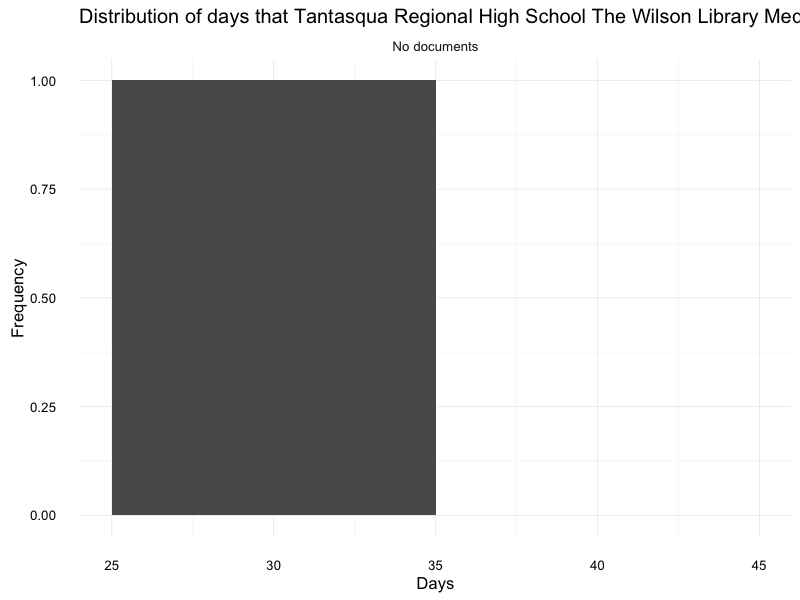 Distribution of days that Tantasqua Regional High School The Wilson Library Med
No documents
1.00
0.75
0.50
0.25
0.00
Frequency
25 30 35 40 45
Days